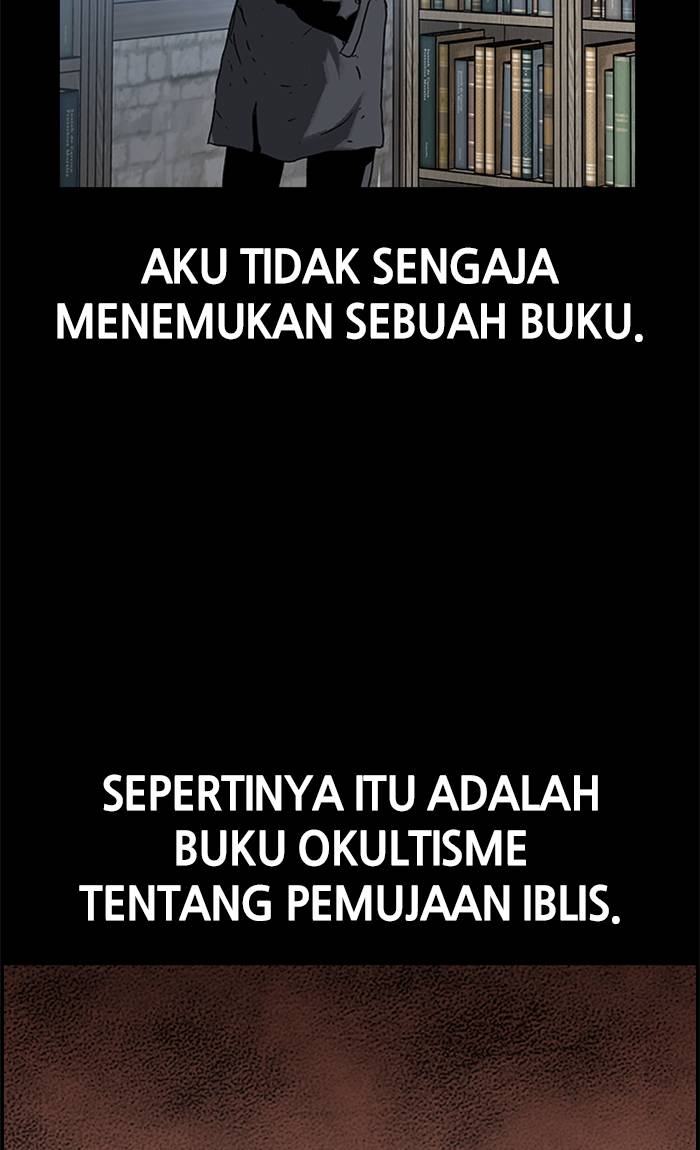 AKU TIDAK SENGAJA
MENEMUKAN SEBUAH BUKU.
SEPERTINYA ITU ADALAH
BUKU OKULTISME
TENTANG PEMUJAAN IBLIS.